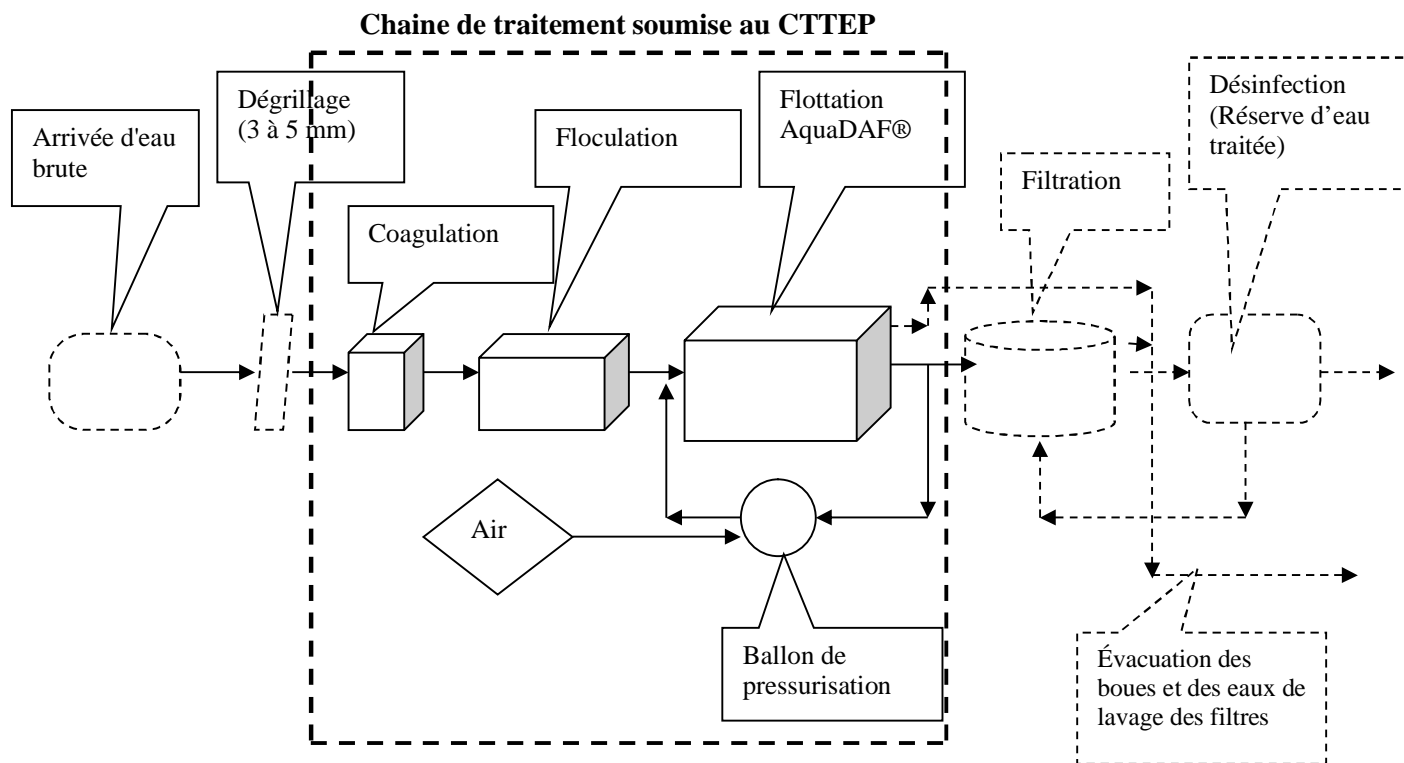 Chaine de traitement soumise au CTTEP
Arrivée d'eau
brute
Dégrillage
(3 à 5 mm)
Coagulation
Floculation
Flottation
AquaDAF®
Filtration
Désinfection
(Réserve d’eau
traitée)
Air
Ballon de
pressurisation
Évacuation des
boues et des eaux de
lavage des filtres